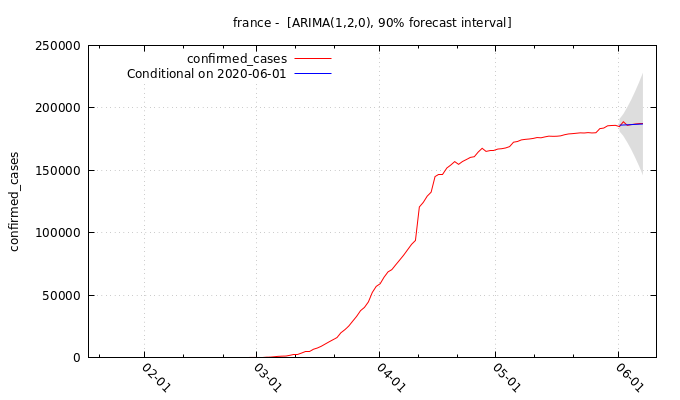 france -  [ARIMA(1,2,0), 90% forecast interval]
confirmed_cases
Conditional on 2020-06-01
250000
200000
150000
100000
50000
0
confirmed_cases
02-01
03-01
04-01
05-01
06-01